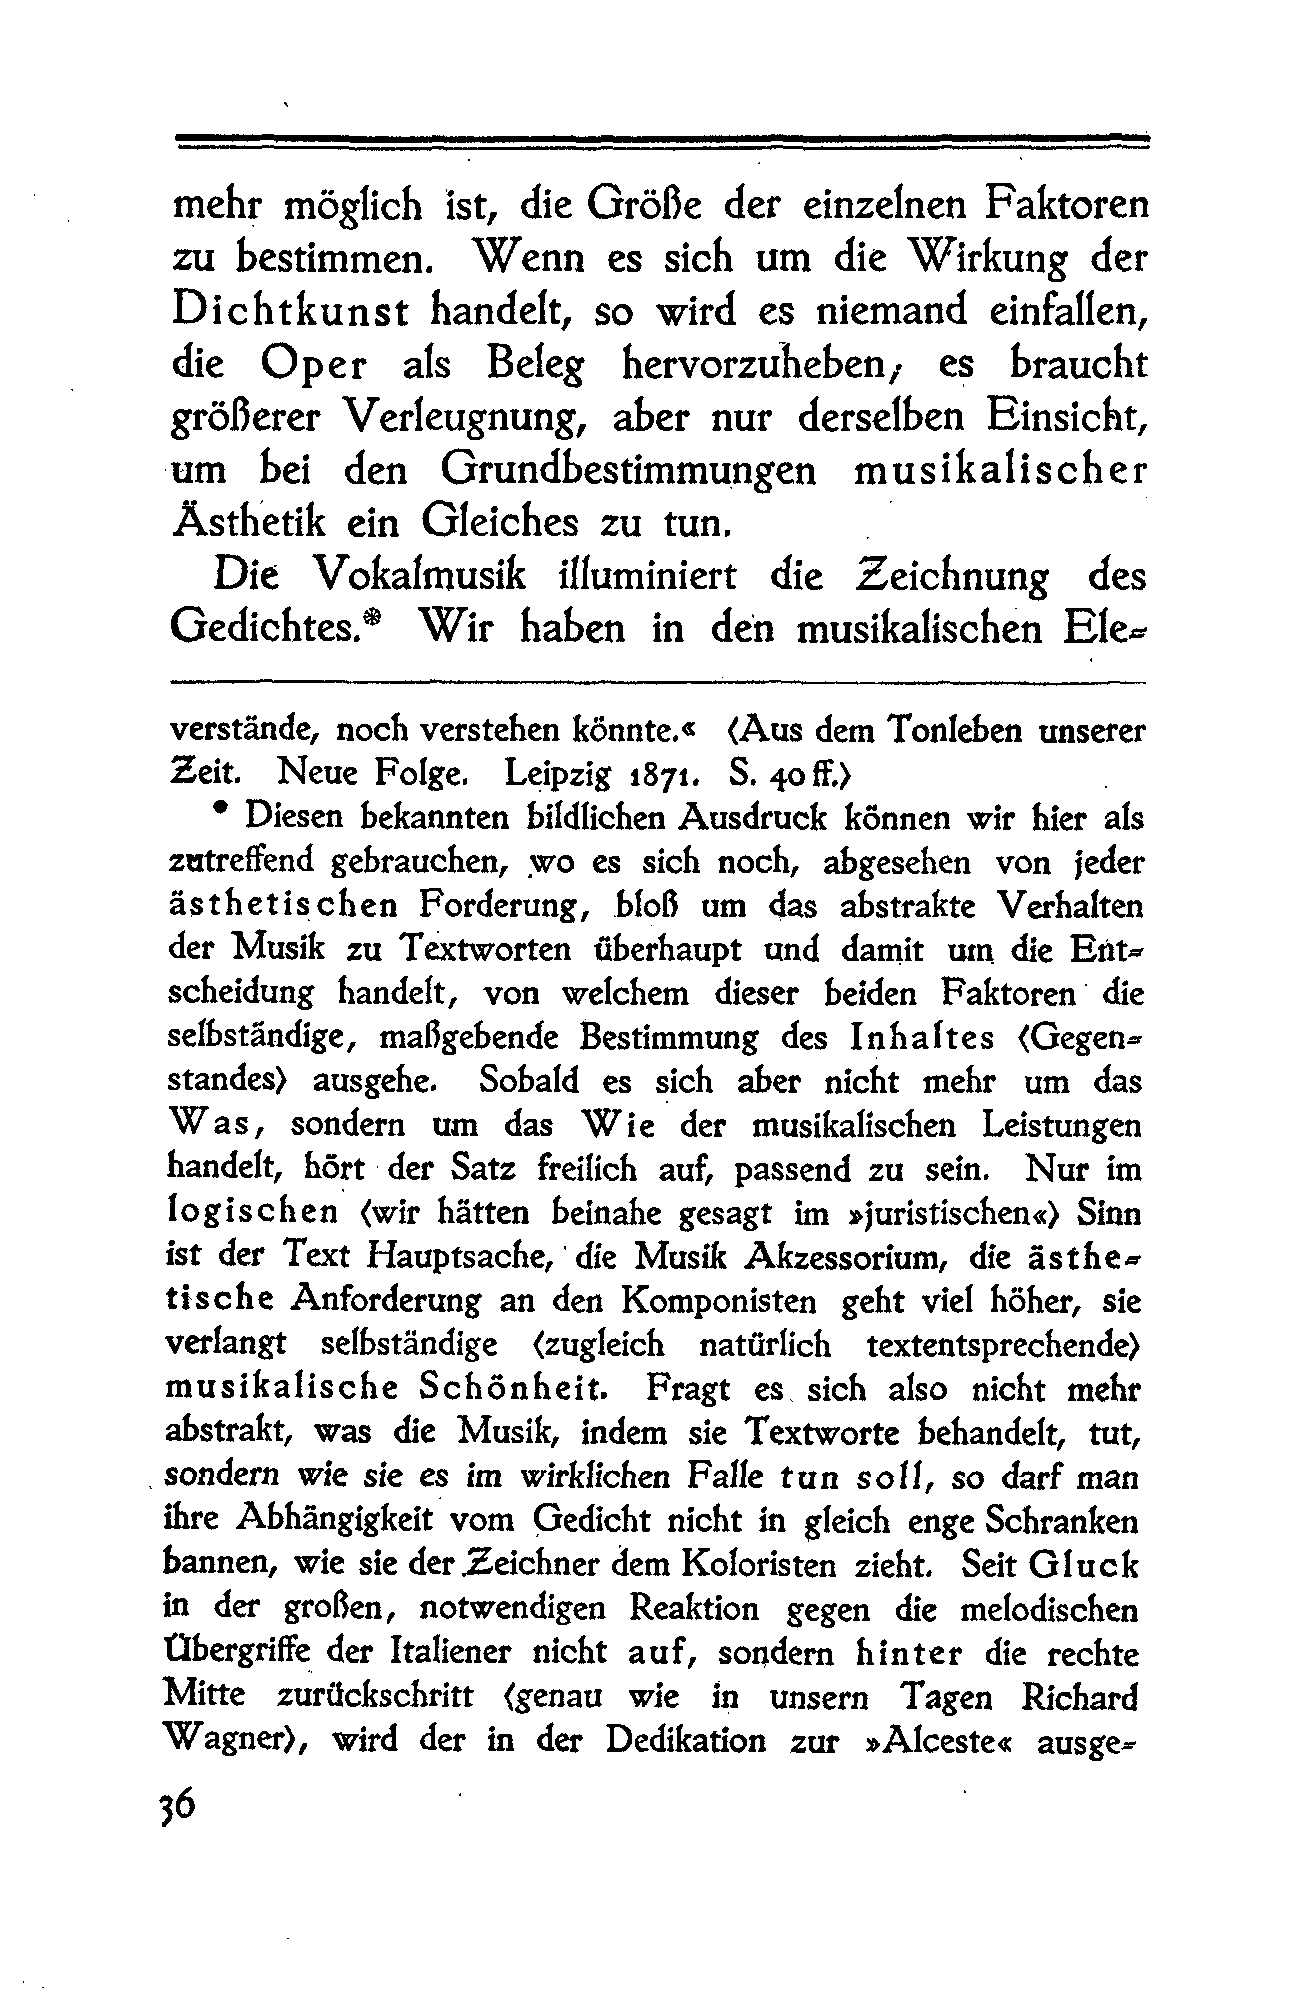 mehr möglich ist, die Größe der einzelnen Faktoren
zu bestimmen. Wenn es sich um die Wirkung der
Dichtkunst handelt, so wird es niemand einfallen,
die Oper als Beleg hervorzuheben; es braucht
größerer Verleugnung, aber nur derselben Einsicht,
um bei den Grundbestimmungen musikalischer
Ästhetik ein Gleiches zu tun.
Die Vokalmusik illuminiert die Zeichnung des
Gedichtes.* Wir haben in den musikalischen Ele-
verstände, noch verstehen könnte.« (Aus dem Tonleben unserer
Zeit. Neue Folge. Leipzig 1871. S. 40 ff.)
* Diesen bekannten bildlichen Ausdruck können wir hier als
zutreffend gebrauchen, wo es sich noch, abgesehen von jeder
ästhetischen Forderung, bloß um das abstrakte Verhalten
der Musik zu Textworten überhaupt und damit um die Ent-
scheidung handelt, von welchem dieser beiden Faktoren die
selbständige, maßgebende Bestimmung des Inhaltes (Gegen-
standes) ausgehe. Sobald es sich aber nicht mehr um das
Was, sondern um das Wie der musikalischen Leistungen
handelt, hört der Satz freilich auf, passend zu sein. Nur im
logischen (wir hätten beinahe gesagt im »juristischen«) Sinn
ist der Text Hauptsache, die Musik Akzessorium, die ästhe-
tische Anforderung an den Komponisten geht viel höher, sie
verlangt selbständige (zugleich natürlich textentsprechende)
musikalische Schönheit. Fragt es sich also nicht mehr
abstrakt, was die Musik, indem sie Textworte behandelt, tut,
sondern wie sie es im wirklichen Falle tun soll, so darf man
ihre Abhängigkeit vom Gedicht nicht in gleich enge Schranken
bannen, wie sie der Zeichner dem Koloristen zieht. Seit Gluck
in der großen, notwendigen Reaktion gegen die melodischen
Übergriffe der Italiener nicht auf, sondern hinter die rechte
Mitte zurückschritt (genau wie in unsern Tagen Richard
Wagner), wird der in der Dedikation zur »Alceste« ausge-
36